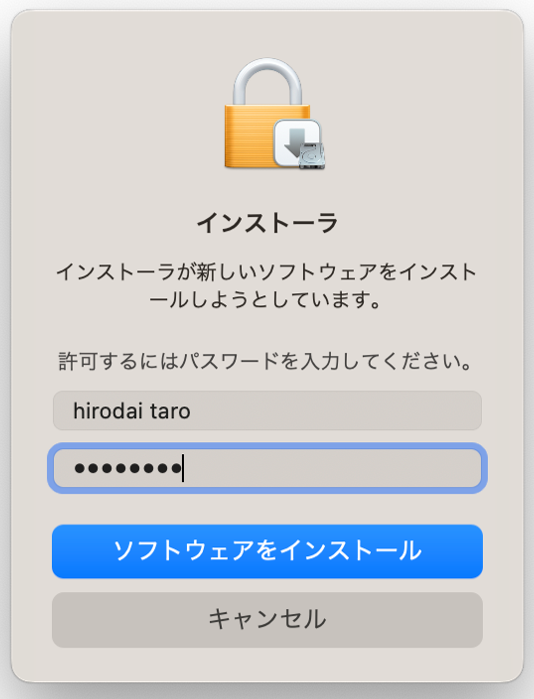 インストーラ
インストーラが新しいソフトウェアをインスト
ールしようとしています。
許可するにはパスワードを入力してください。
hirodai taro
••••••••
ソフトウェアをインストール
キャンセル